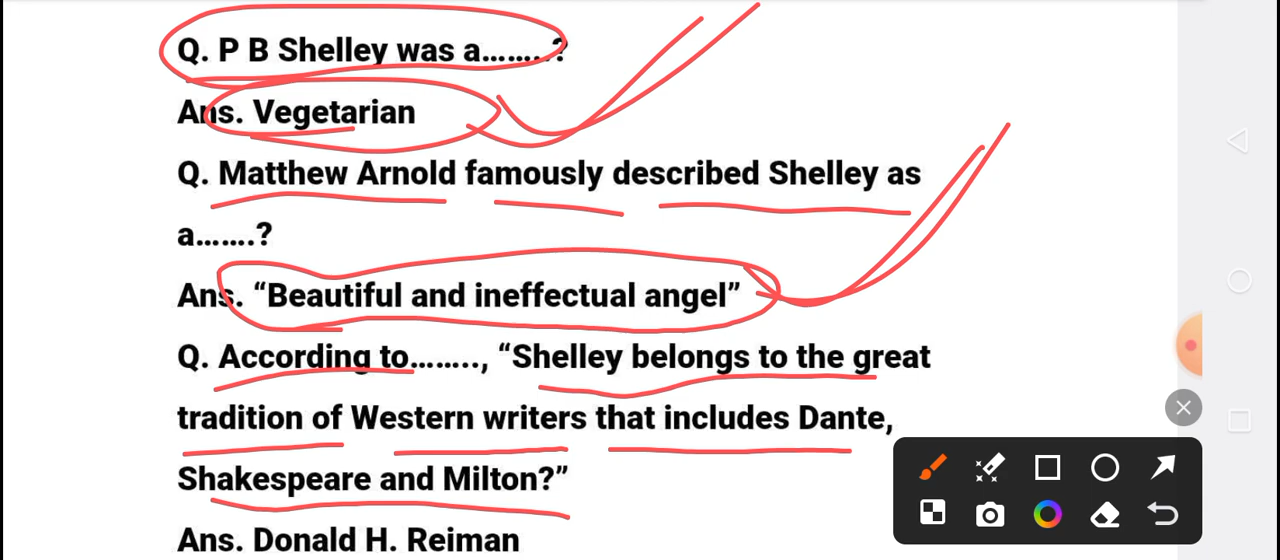 Q. P B Shelley was a.......?
Ans. Vegetarian
Q. Matthew Arnold famously described Shelley as
a.......?
Ans. “Beautiful and ineffectual angel”
Q. According to........, “Shelley belongs to the great
tradition of Western writers that includes Dante,
Shakespeare and Milton?”
Ans. Donald H. Reiman